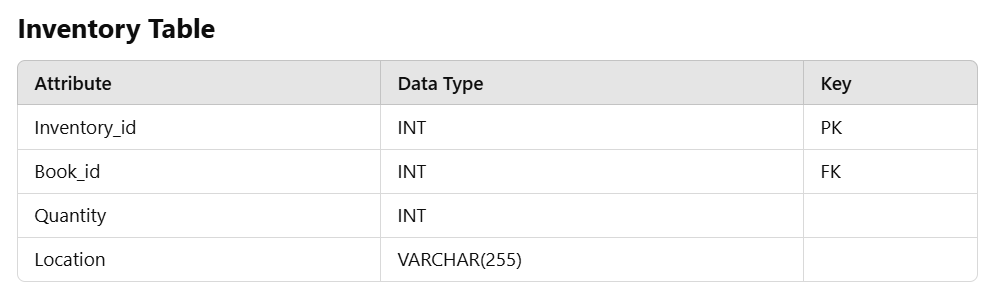 Inventory Table
Attribute Data Type Key
Inventory_id INT PK
Book_id INT FK
Quantity INT
Location VARCHAR(255)